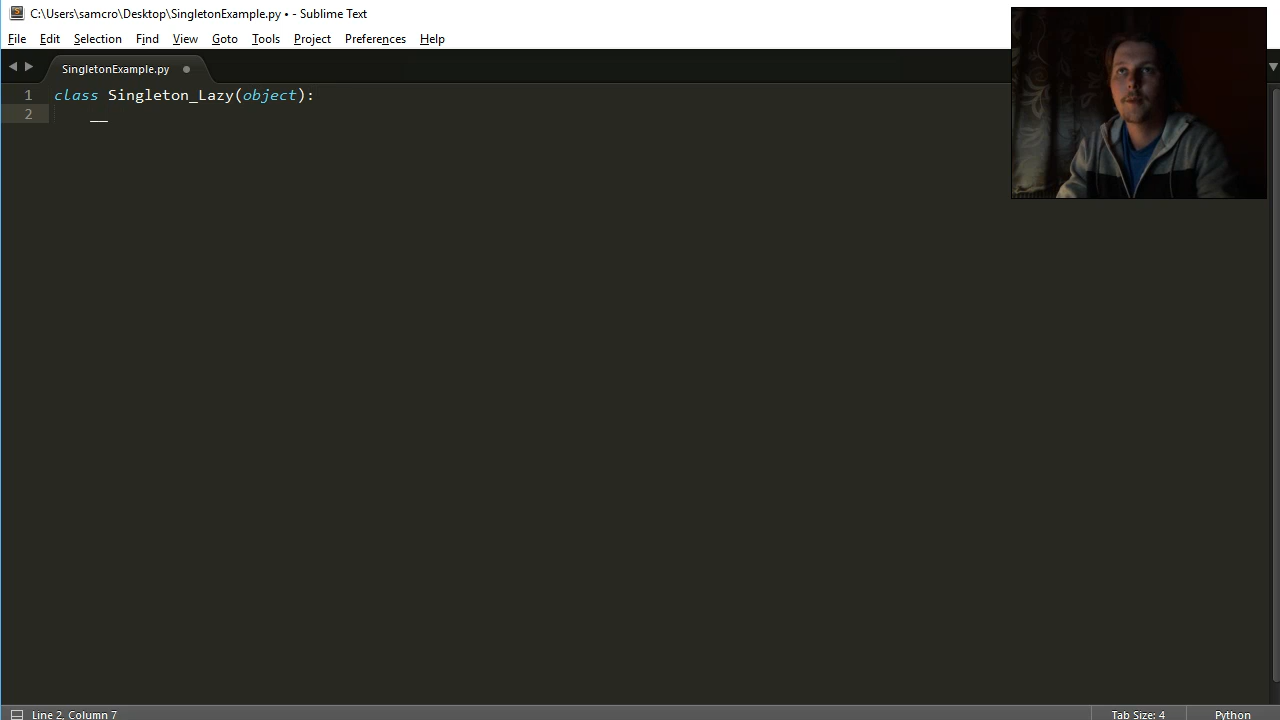 C:\Users\samcro\Desktop\SingletonExample.py • - Sublime Text
File Edit Selection Find View Goto Tools Project Preferences Help
SingletonExample.py
1 class Singleton_Lazy(object):
2 __
Line 2, Column 7 Tab Size: 4 Python